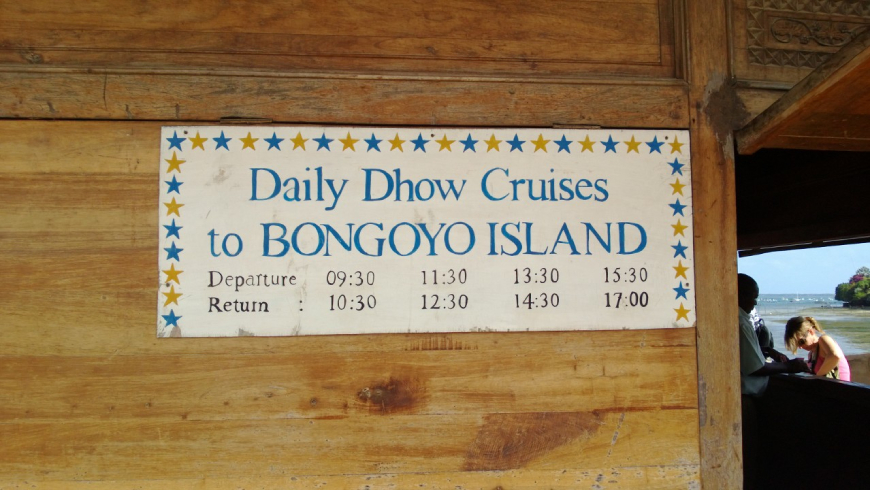 Daily Dhow Cruises
to BONGOYO ISLAND
Departure 09:30 11:30 13:30 15:30
Return : 10:30 12:30 14:30 17:00